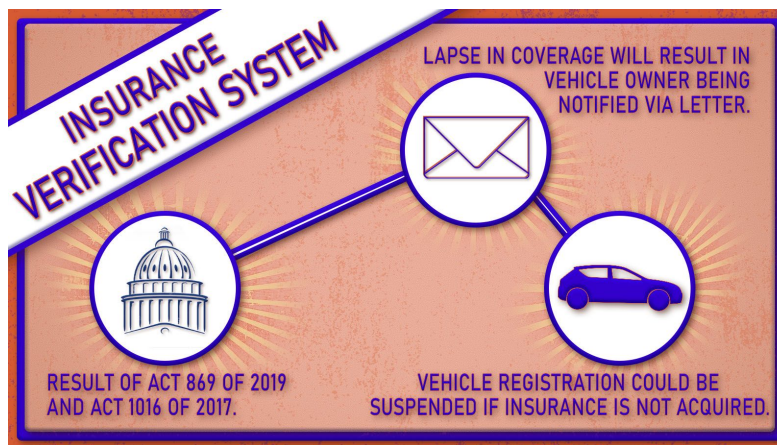 INSURANCE
VERIFICATION SYSTEM
LAPSE IN COVERAGE WILL RESULT IN
VEHICLE OWNER BEING
NOTIFIED VIA LETTER.
RESULT OF ACT 869 OF 2019
AND ACT 1016 OF 2017.
VEHICLE REGISTRATION COULD BE
SUSPENDED IF INSURANCE IS NOT ACQUIRED.